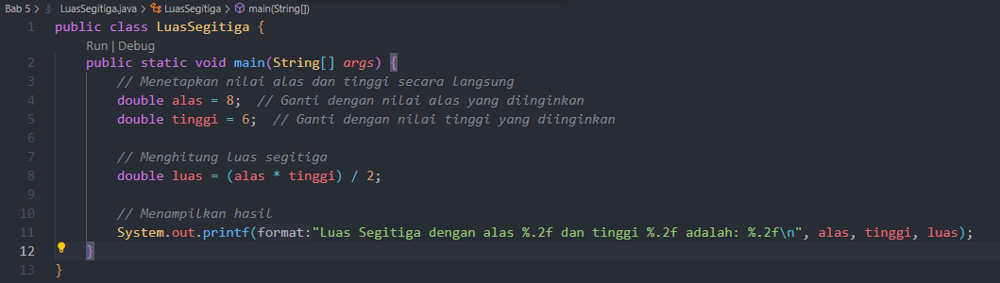 Bab 5 > LuasSegitiga.java > LuasSegitiga > main(String[])
1 public class LuasSegitiga {
Run | Debug
2 public static void main(String[] args) {
3 // Menetapkan nilai alas dan tinggi secara langsung
4 double alas = 8; // Ganti dengan nilai alas yang diinginkan
5 double tinggi = 6; // Ganti dengan nilai tinggi yang diinginkan
6
7 // Menghitung luas segitiga
8 double luas = (alas * tinggi) / 2;
9
10 // Menampilkan hasil
11 System.out.printf(format:"Luas Segitiga dengan alas %.2f dan tinggi %.2f adalah: %.2f\n", alas, tinggi, luas);
12 }
13 }